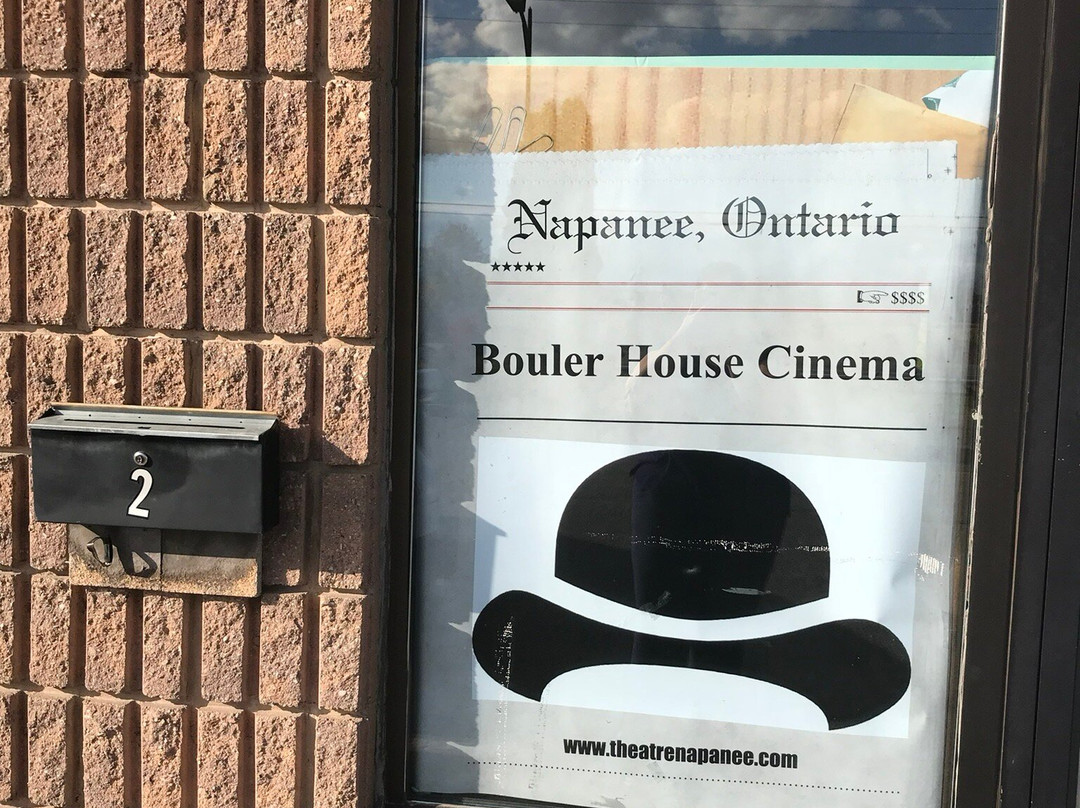 Napanee, Ontario
★★★★★
☞ $$$$
Bouler House Cinema
2
www.theatrenapanee.com